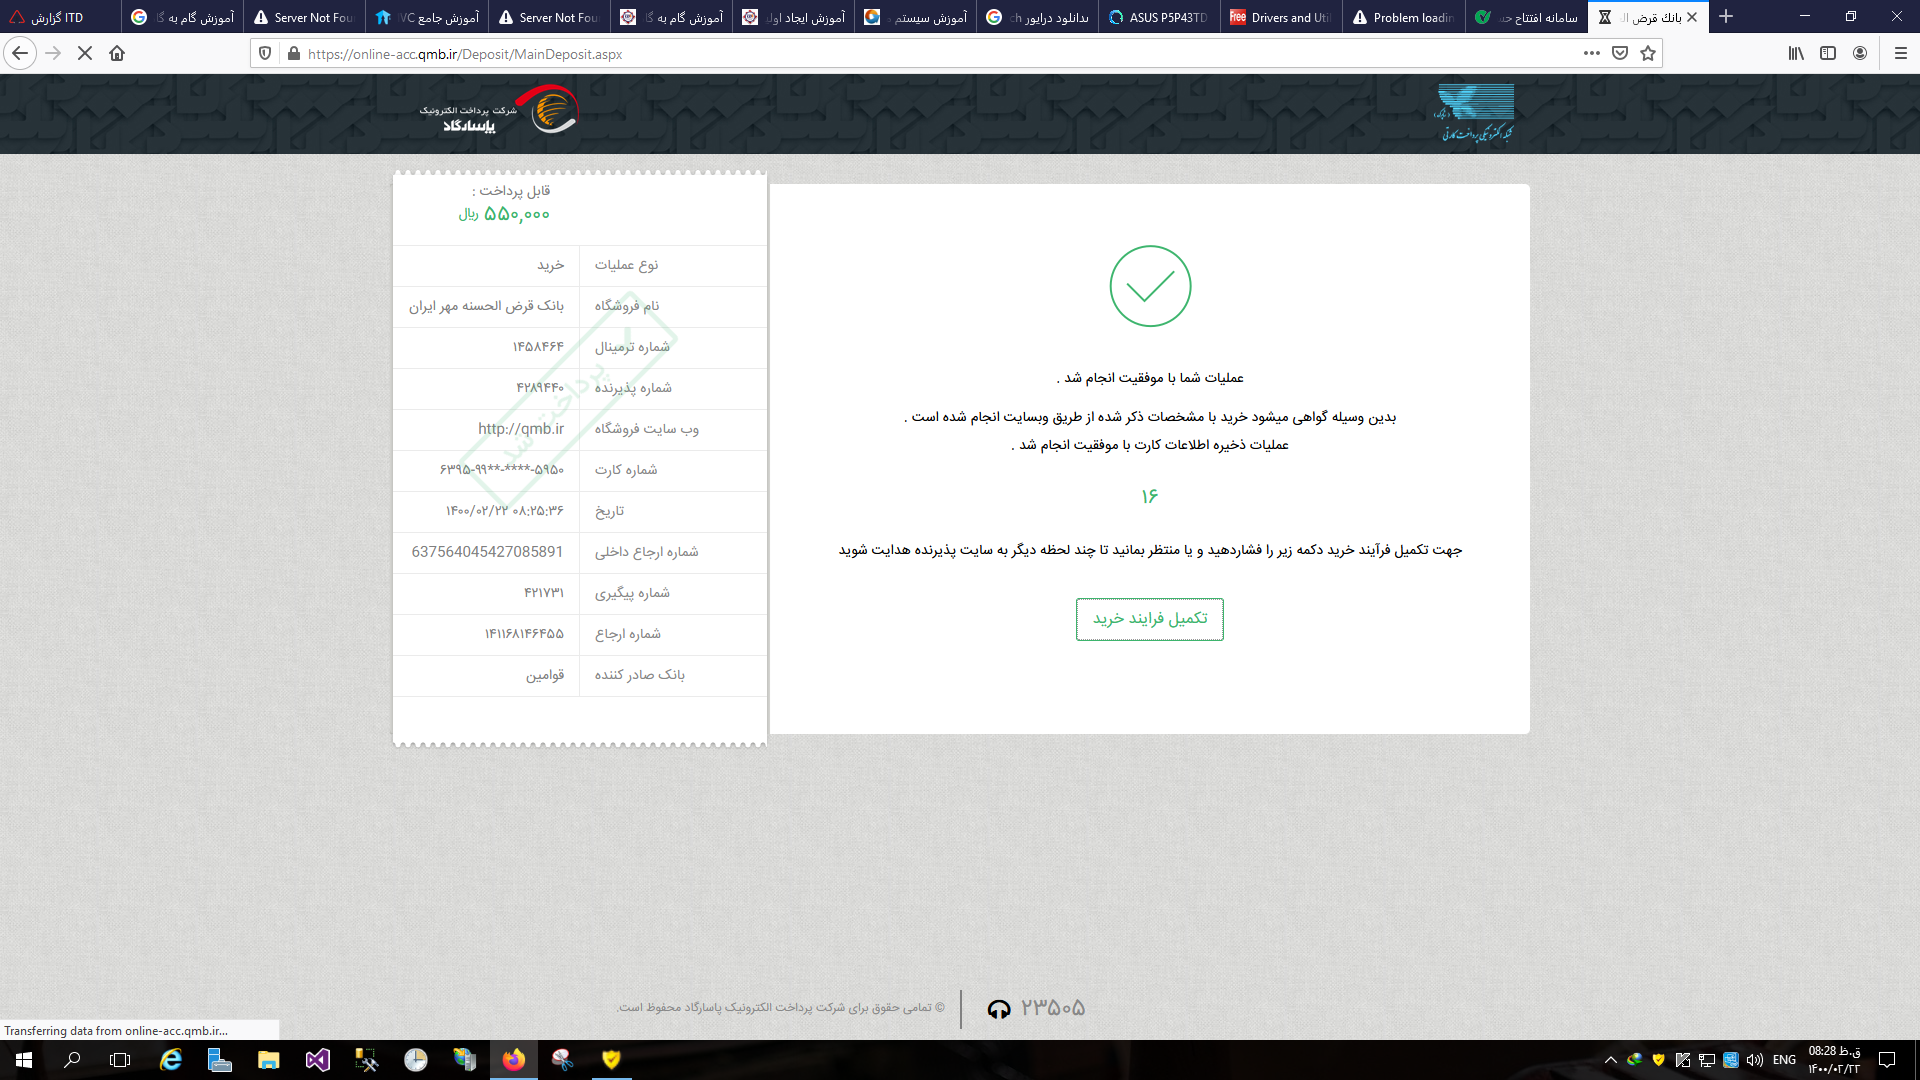 گزارش ITD
آموزش گام به گا
Server Not Fou
آموزش جامع VC
Server Not Fou
آموزش گام به گا
آموزش ایجاد اولی
آموزش سیستم م
دانلود درایور ch
ASUS P5P43TD
Drivers and Util
Problem loadin
سامانه افتتاح حس
بانك قرض ال
https://online-acc.qmb.ir/Deposit/MainDeposit.aspx
شرکت پرداخت الکترونیک
پاسارگاد
(شاپرک)
شبکه الکترونیکی پرداخت کارتی
قابل پرداخت :
۵۵۰,۰۰۰ ریال
نوع عملیات خرید
نام فروشگاه بانک قرض الحسنه مهر ایران
شماره ترمینال ۱۴۵۸۴۶۴
شماره پذیرنده ۴۲۸۹۴۴۰
وب سایت فروشگاه http://qmb.ir
شماره کارت ۶۳۹۵-۹۹**-****-۵۹۵۰
تاریخ ۱۴۰۰/۰۲/۲۲ ۰۸:۲۵:۳۶
شماره ارجاع داخلی 637564045427085891
شماره پیگیری ۴۲۱۷۳۱
شماره ارجاع ۱۴۱۱۶۸۱۴۶۴۵۵
بانک صادر کننده قوامین
پرداخت شد
عملیات شما با موفقیت انجام شد .
بدین وسیله گواهی میشود خرید با مشخصات ذکر شده از طریق وبسایت انجام شده است .
عملیات ذخیره اطلاعات کارت با موفقیت انجام شد .
۱۶
جهت تکمیل فرآیند خرید دکمه زیر را فشاردهید و یا منتظر بمانید تا چند لحظه دیگر به سایت پذیرنده هدایت شوید
تکمیل فرایند خرید
© تمامی حقوق برای شرکت پرداخت الکترونیک پاسارگاد محفوظ است.
۲۳۵۰۵
Transferring data from online-acc.qmb.ir...
ENG
08:28 ق.ظ
۱۴۰۰/۰۲/۲۲